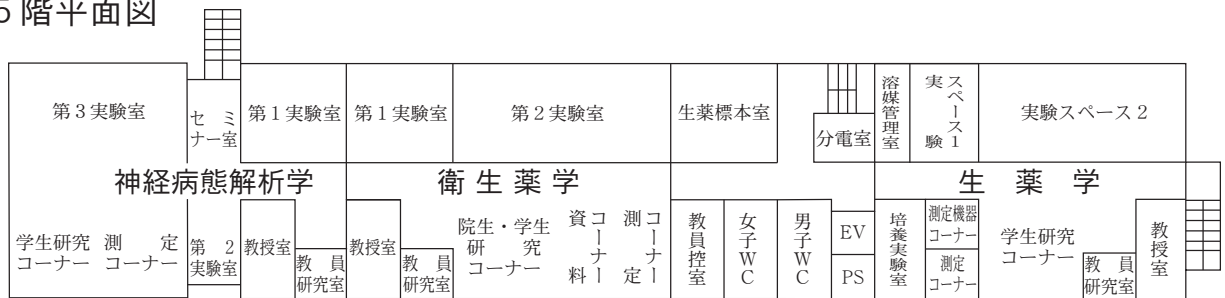 5階平面図
第3実験室
セミ
ナー室
第1実験室
第1実験室
第2実験室
生薬標本室
分電室
溶媒管理室
実験
スペース1
実験スペース2
神経病態解析学
衛生薬学
生薬学
学生研究
コーナー
測定
コーナー
第2
実験室
教授室
教員
研究室
教授室
教員
研究室
院生・学生
研究
コーナー
資料
コーナー
測定
コーナー
教員控室
女子WC
男子WC
EV
PS
培養実験室
測定機器
コーナー
測定
コーナー
学生研究
コーナー
教員
研究室
教授室